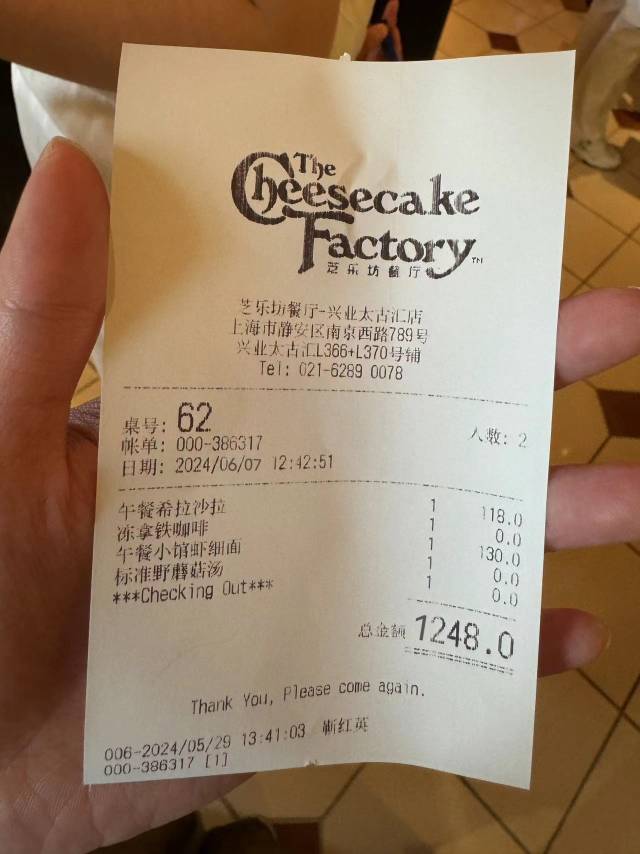 The
Cheesecake
Factory™
芝乐坊餐厅
芝乐坊餐厅-兴业太古汇店
上海市静安区南京西路789号
兴业太古汇L366+L370号铺
Tel: 021-6289 0078
桌号: 62 人数: 2
帐单: 000-386317
日期: 2024/06/07 12:42:51
午餐希拉沙拉 1 118.0
冻拿铁咖啡 1 0.0
午餐小馆虾细面 1 130.0
标准野蘑菇汤 1 0.0
***Checking Out*** 1 0.0
总金额 1248.0
Thank You, Please come again.
006-2024/05/29 13:41:03 靳红英
000-386317 [1]